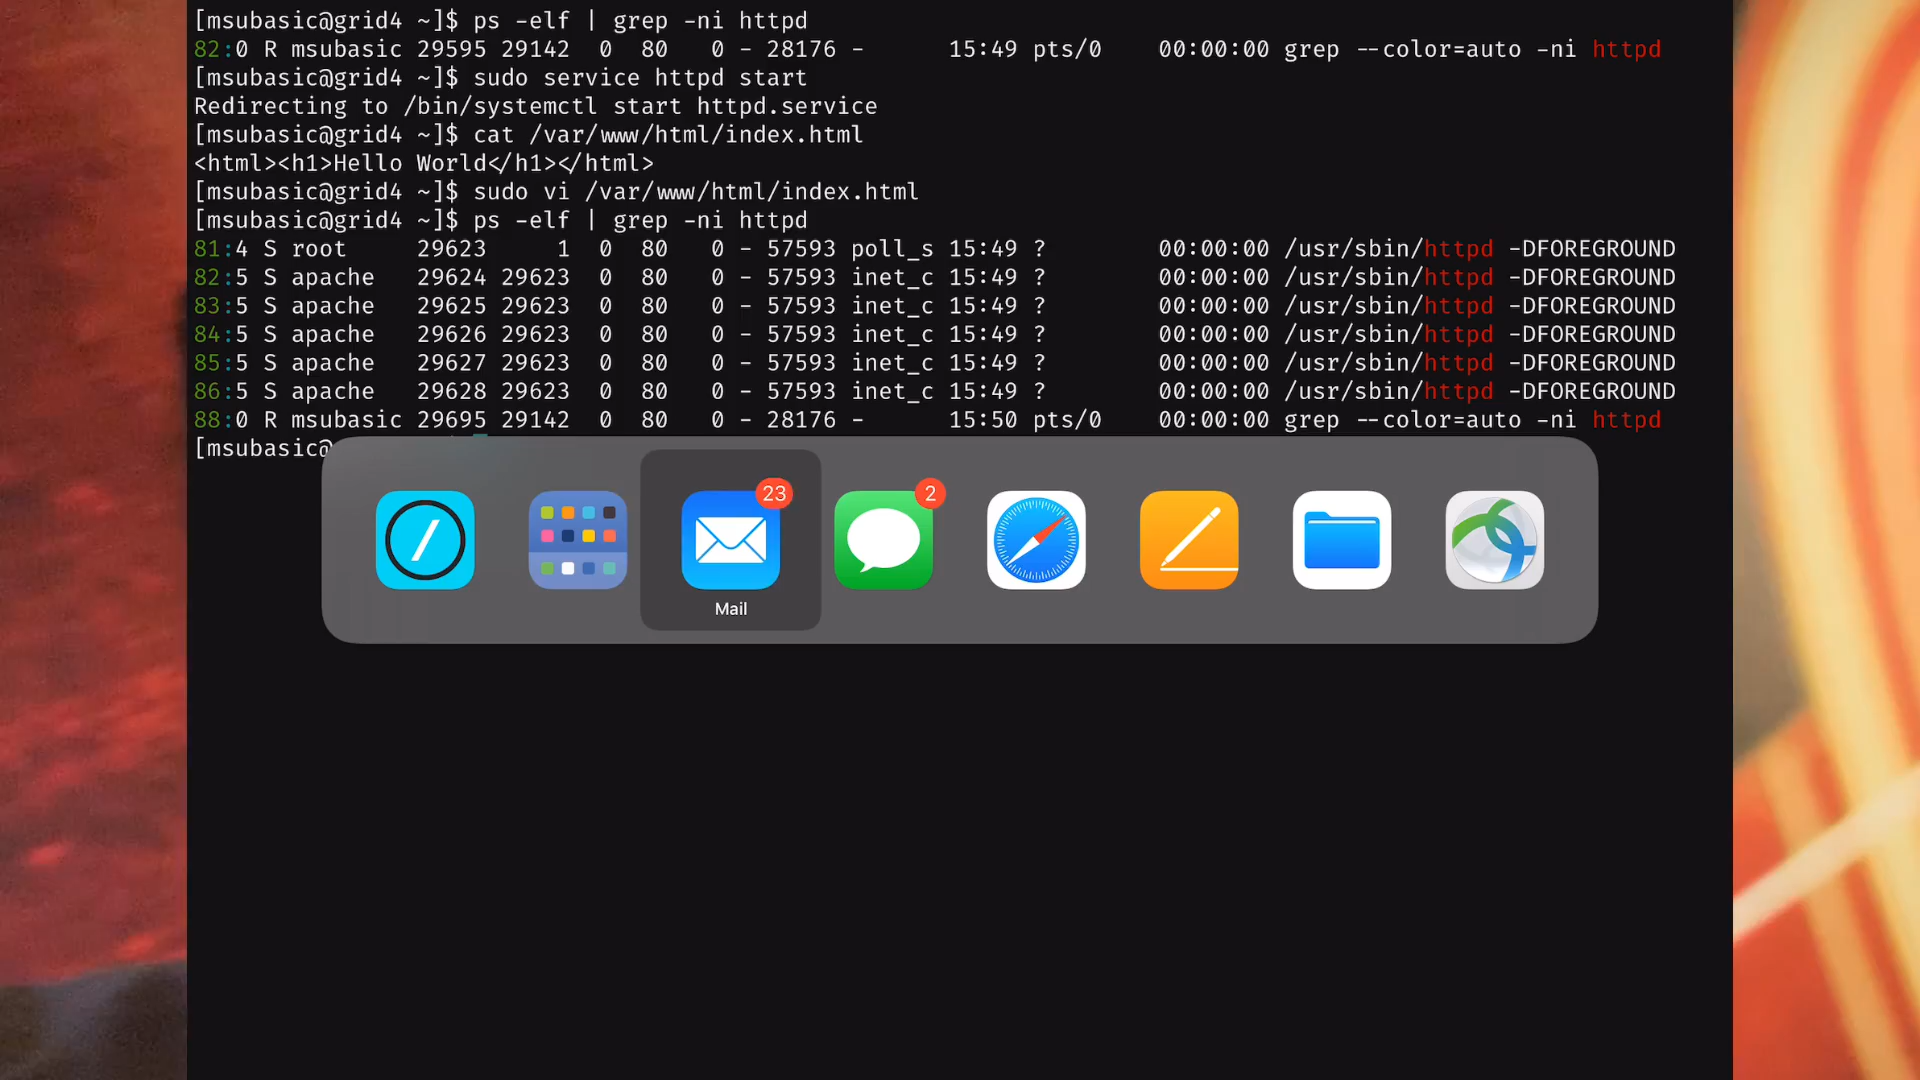 [msubasic@grid4 ~]$ ps -elf | grep -ni httpd
82:0 R msubasic 29595 29142  0  80   0 - 28176 -      15:49 pts/0    00:00:00 grep --color=auto -ni httpd
[msubasic@grid4 ~]$ sudo service httpd start
Redirecting to /bin/systemctl start httpd.service
[msubasic@grid4 ~]$ cat /var/www/html/index.html
<html><h1>Hello World</h1></html>
[msubasic@grid4 ~]$ sudo vi /var/www/html/index.html
[msubasic@grid4 ~]$ ps -elf | grep -ni httpd
81:4 S root     29623     1  0  80   0 - 57593 poll_s 15:49 ?        00:00:00 /usr/sbin/httpd -DFOREGROUND
82:5 S apache   29624 29623  0  80   0 - 57593 inet_c 15:49 ?        00:00:00 /usr/sbin/httpd -DFOREGROUND
83:5 S apache   29625 29623  0  80   0 - 57593 inet_c 15:49 ?        00:00:00 /usr/sbin/httpd -DFOREGROUND
84:5 S apache   29626 29623  0  80   0 - 57593 inet_c 15:49 ?        00:00:00 /usr/sbin/httpd -DFOREGROUND
85:5 S apache   29627 29623  0  80   0 - 57593 inet_c 15:49 ?        00:00:00 /usr/sbin/httpd -DFOREGROUND
86:5 S apache   29628 29623  0  80   0 - 57593 inet_c 15:49 ?        00:00:00 /usr/sbin/httpd -DFOREGROUND
88:0 R msubasic 29695 29142  0  80   0 - 28176 -      15:50 pts/0    00:00:00 grep --color=auto -ni httpd
[msubasic@
23
2
Mail